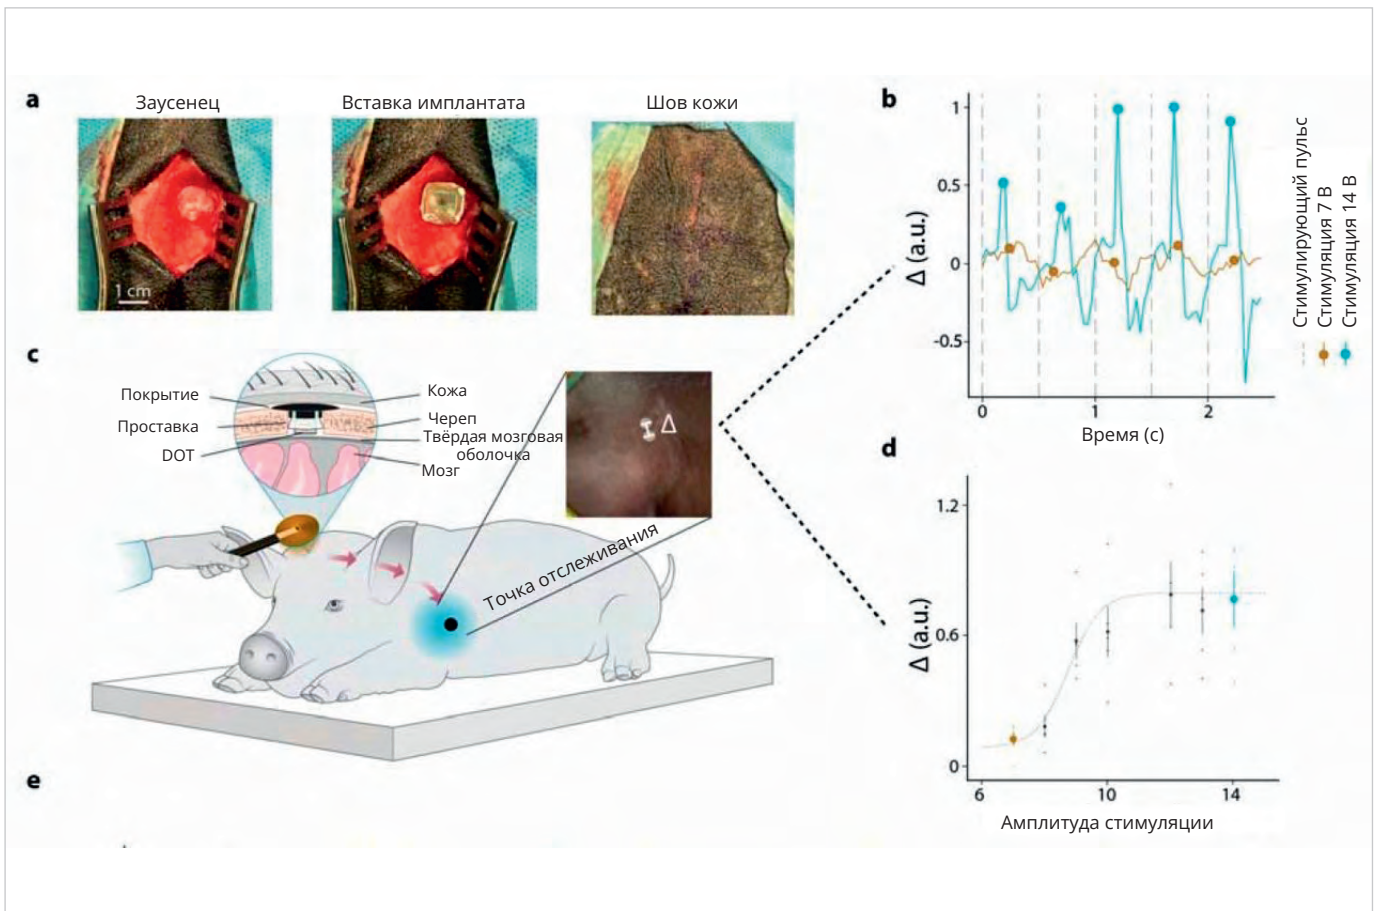 a
Заусенец
Вставка имплантата
Шов кожи
1 cm
b
1
0.5
0
-0.5
Δ (a.u.)
0
1
2
Время (с)
Стимулирующий пульс
Стимуляция 7 В
Стимуляция 14 В
c
Покрытие
Проставка
DOT
Кожа
Череп
Твёрдая мозговая
оболочка
Мозг
Δ
Точка отслеживания
d
1.2
0.6
0
Δ (a.u.)
6
10
14
Амплитуда стимуляции
e